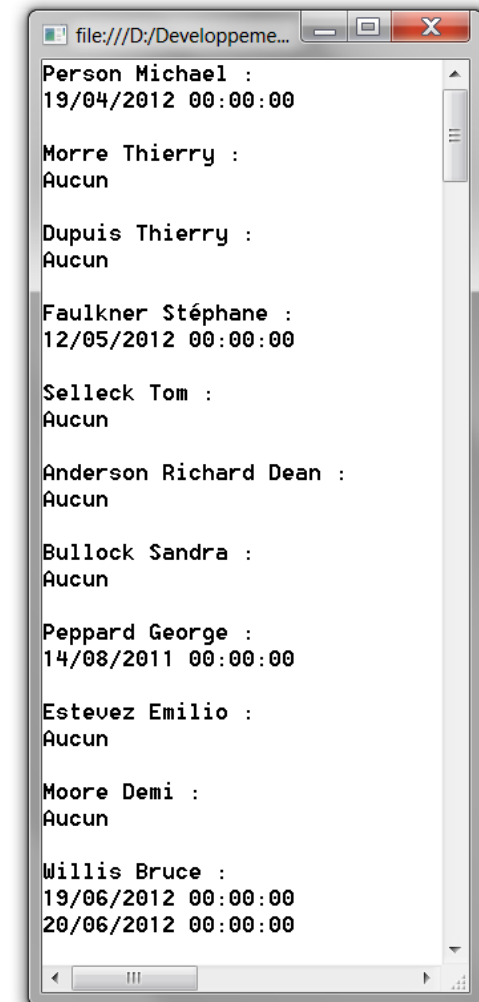 file:///D:/Developpeme...
Person Michael :
19/04/2012 00:00:00
Morre Thierry :
Aucun
Dupuis Thierry :
Aucun
Faulkner Stéphane :
12/05/2012 00:00:00
Selleck Tom :
Aucun
Anderson Richard Dean :
Aucun
Bullock Sandra :
Aucun
Peppard George :
14/08/2011 00:00:00
Estevez Emilio :
Aucun
Moore Demi :
Aucun
Willis Bruce :
19/06/2012 00:00:00
20/06/2012 00:00:00